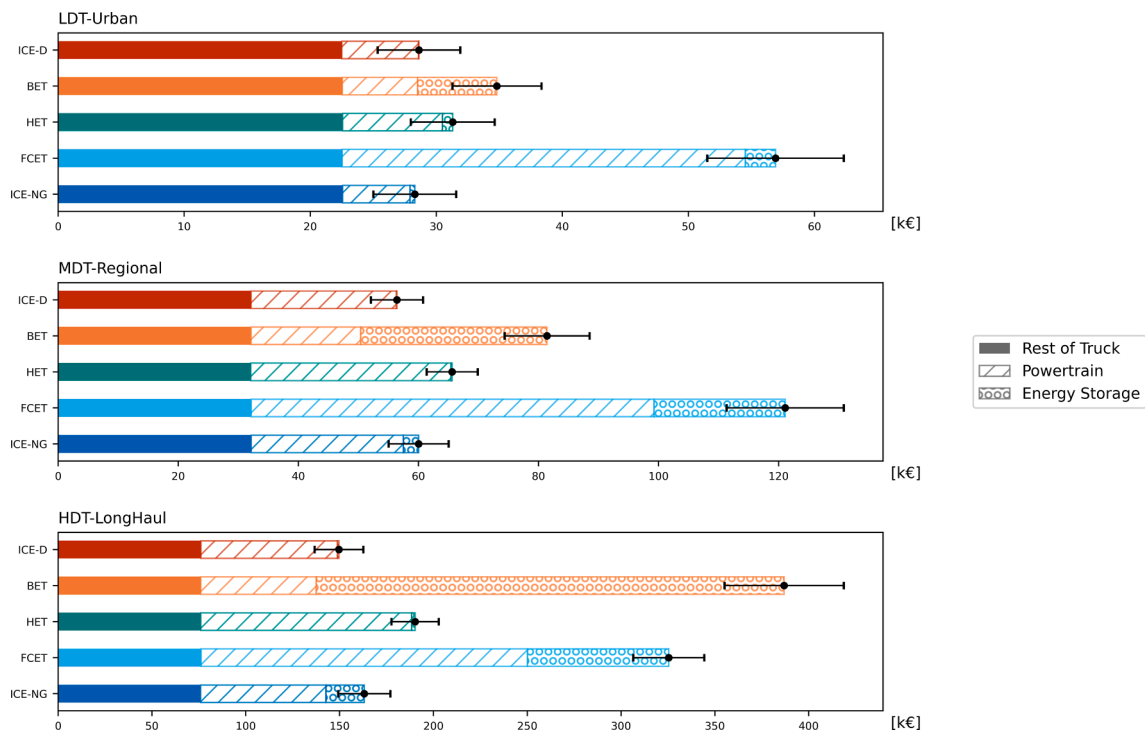 LDT-Urban
ICE-D
BET
HET
FCET
ICE-NG
0 10 20 30 40 50 60 [k€]
MDT-Regional
ICE-D
BET
HET
FCET
ICE-NG
0 20 40 60 80 100 120 [k€]
Rest of Truck
Powertrain
Energy Storage
HDT-LongHaul
ICE-D
BET
HET
FCET
ICE-NG
0 50 100 150 200 250 300 350 400 [k€]